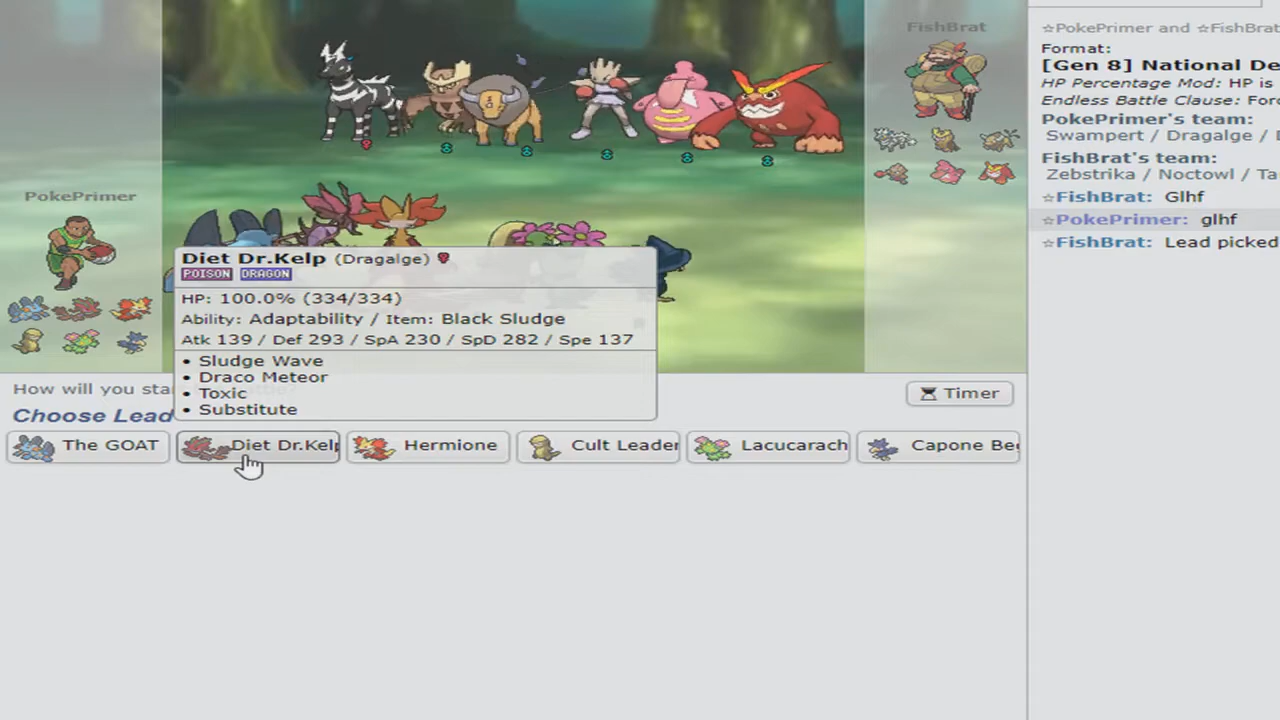 FishBrat
PokePrimer
☆PokePrimer and ☆FishBrat
Format:
[Gen 8] National De
HP Percentage Mod: HP is
Endless Battle Clause: Forc
PokePrimer's team:
Swampert / Dragalge / 
FishBrat's team:
Zebstrika / Noctowl / Ta
☆FishBrat: Glhf
☆PokePrimer: glhf
☆FishBrat: Lead picked
Diet Dr.Kelp (Dragalge)
POISON DRAGON
HP: 100.0% (334/334)
Ability: Adaptability / Item: Black Sludge
Atk 139 / Def 293 / SpA 230 / SpD 282 / Spe 137
• Sludge Wave
• Draco Meteor
• Toxic
• Substitute
How will you sta
Timer
Choose Lead
The GOAT
Diet Dr.Kelp
Hermione
Cult Leader
Lacucarach
Capone Be